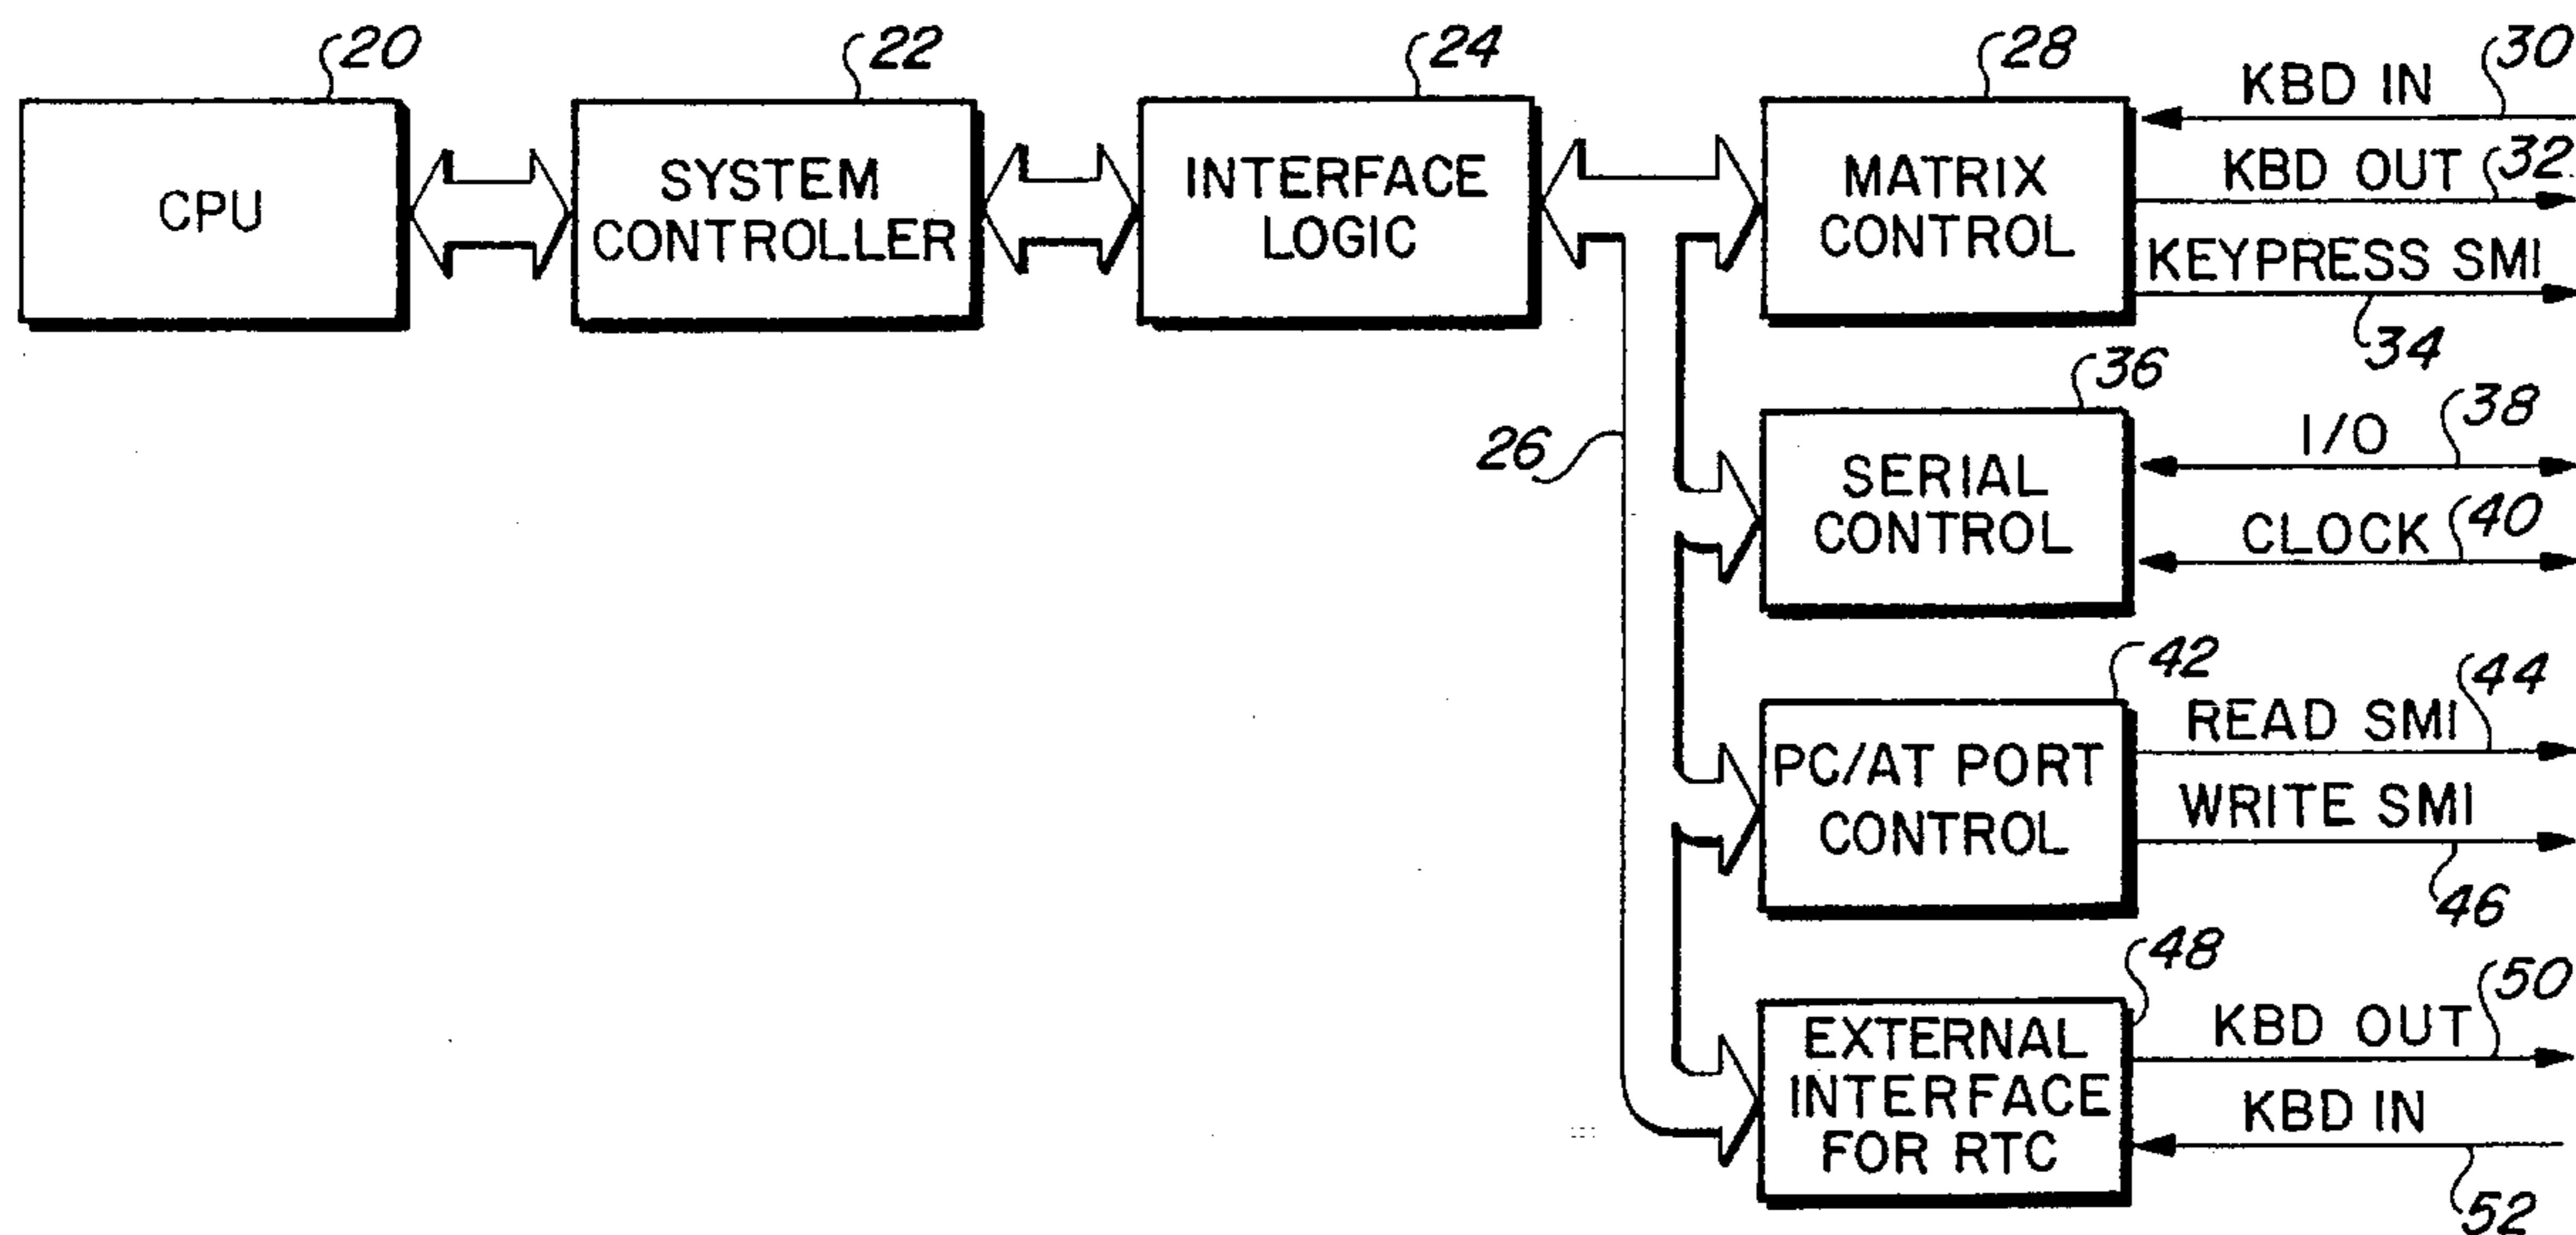 20
22
24
28
30
KBD IN
CPU
SYSTEM
CONTROLLER
INTERFACE
LOGIC
MATRIX
CONTROL
KBD OUT
32
KEYPRESS SMI
34
36
26
SERIAL
CONTROL
I/O
38
CLOCK
40
42
PC/AT PORT
CONTROL
READ SMI
44
WRITE SMI
46
48
EXTERNAL
INTERFACE
FOR RTC
KBD OUT
50
KBD IN
52